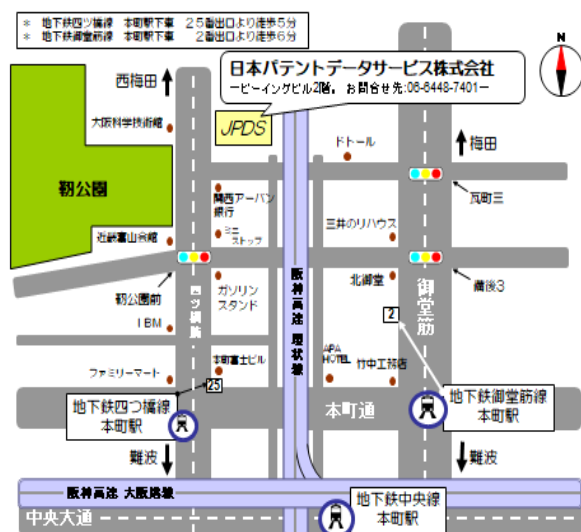 * 地下鉄四ツ橋線 本町駅下車 25番出口より徒歩5分
* 地下鉄御堂筋線 本町駅下車 2番出口より徒歩6分
N
日本パテントデータサービス株式会社
ービーイングビル2階, お問合せ先:06-6448-7401ー
西梅田
大阪科学技術館
JPDS
ドトール
梅田
靭公園
関西アーバン
銀行
瓦町三
ミニ
ストップ
三井のリハウス
近畿富山会館
靭公園前
四ツ橋筋
ガソリン
スタンド
阪神高速 環状線
北御堂
御堂筋
備後3
2
IBM
本町富士ビル
APA
HOTEL
竹中工務店
ファミリーマート
25
地下鉄四つ橋線
本町駅
本町通
地下鉄御堂筋線
本町駅
難波
難波
阪神高速 大阪港線
地下鉄中央線
本町駅
中央大通